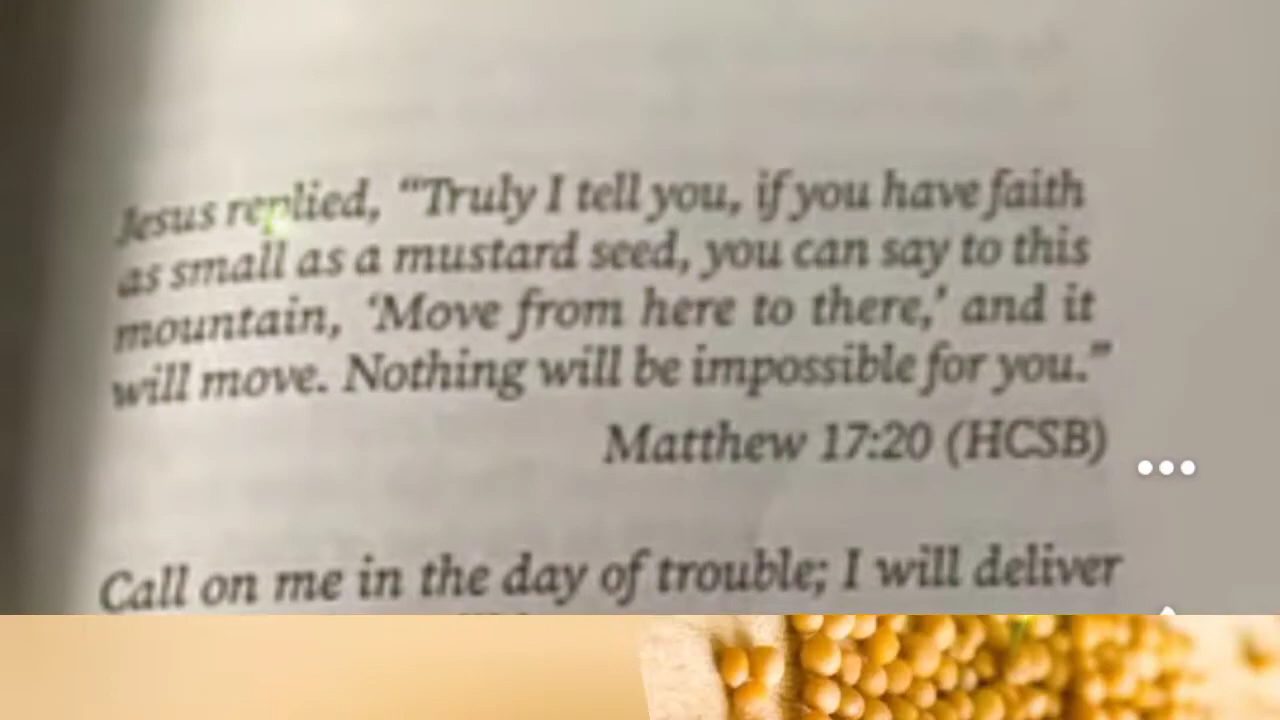 Jesus replied, “Truly I tell you, if you have faith
as small as a mustard seed, you can say to this
mountain, ‘Move from here to there,’ and it
will move. Nothing will be impossible for you.”
Matthew 17:20 (HCSB)
Call on me in the day of trouble; I will deliver